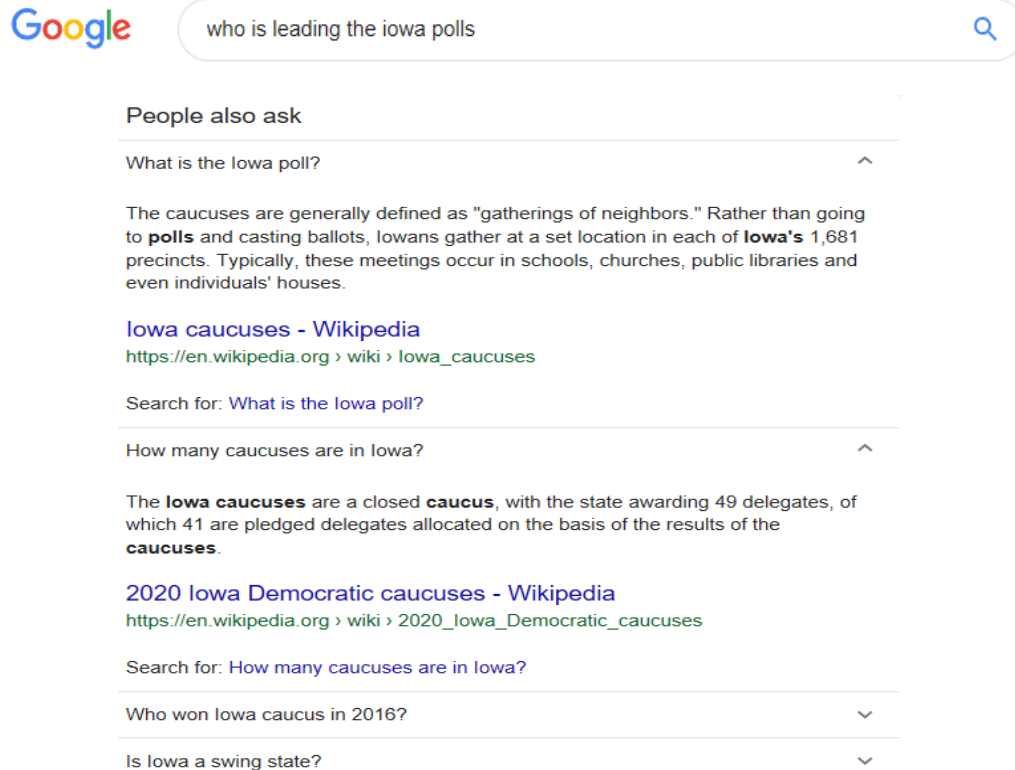 Google
who is leading the iowa polls
People also ask
What is the Iowa poll?
The caucuses are generally defined as "gatherings of neighbors." Rather than going
to polls and casting ballots, Iowans gather at a set location in each of Iowa's 1,681
precincts. Typically, these meetings occur in schools, churches, public libraries and
even individuals' houses.
Iowa caucuses - Wikipedia
https://en.wikipedia.org › wiki › Iowa_caucuses
Search for: What is the Iowa poll?
How many caucuses are in Iowa?
The Iowa caucuses are a closed caucus, with the state awarding 49 delegates, of
which 41 are pledged delegates allocated on the basis of the results of the
caucuses.
2020 Iowa Democratic caucuses - Wikipedia
https://en.wikipedia.org › wiki › 2020_Iowa_Democratic_caucuses
Search for: How many caucuses are in Iowa?
Who won Iowa caucus in 2016?
Is Iowa a swing state?